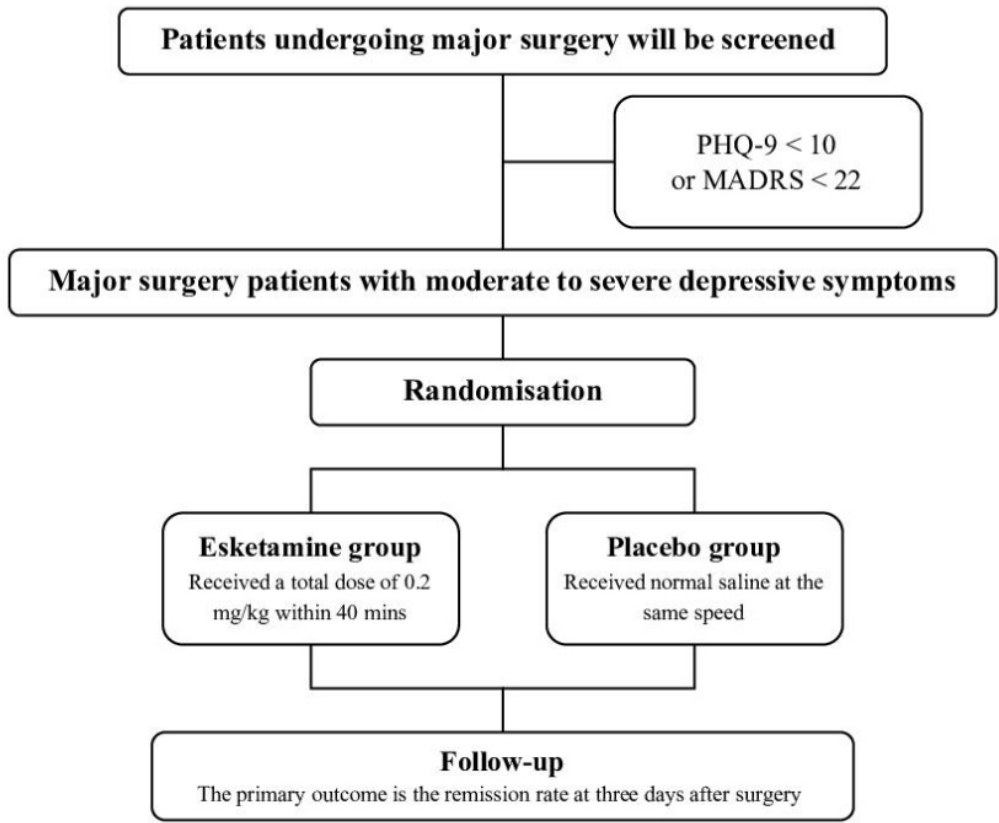 Patients undergoing major surgery will be screened
PHQ-9 < 10
or MADRS < 22
Major surgery patients with moderate to severe depressive symptoms
Randomisation
Esketamine group
Received a total dose of 0.2
mg/kg within 40 mins
Placebo group
Received normal saline at the
same speed
Follow-up
The primary outcome is the remission rate at three days after surgery